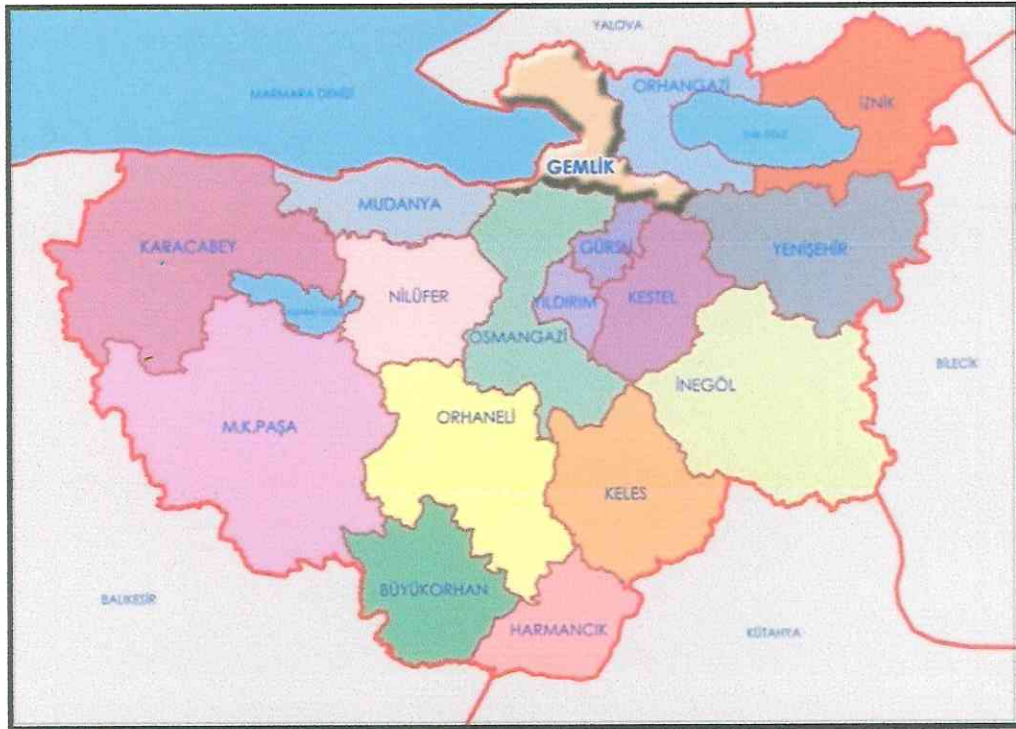 YALOVA
MARMARA DENİZİ
ORHANGAZİ
İZNİK
GEMLİK
MUDANYA
KARACABEY
GÜRSU
YENİŞEHİR
NİLÜFER
YILDIRIM
KESTEL
OSMANGAZİ
BİLECİK
İNEGÖL
M.K.PAŞA
ORHANELİ
KELES
BÜYÜKORHAN
BALIKESİR
HARMANCIK
KÜTAHYA